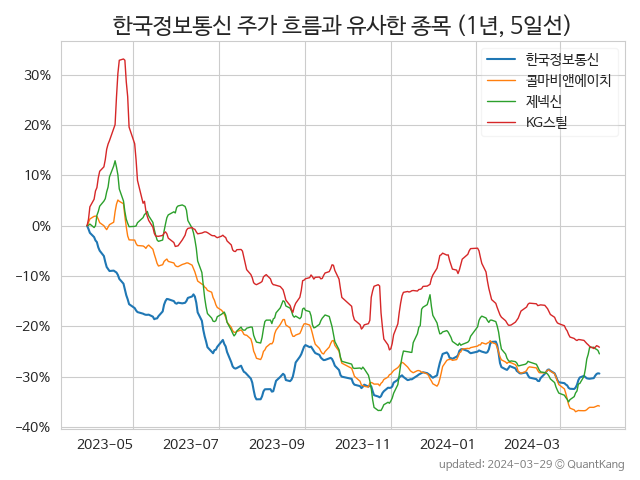 한국정보통신 주가 흐름과 유사한 종목 (1년, 5일선)
한국정보통신
콜마비앤에이치
제넥신
KG스틸
30%
20%
10%
0%
−10%
−20%
−30%
−40%
2023-05
2023-07
2023-09
2023-11
2024-01
2024-03
updated: 2024-03-29 © QuantKang